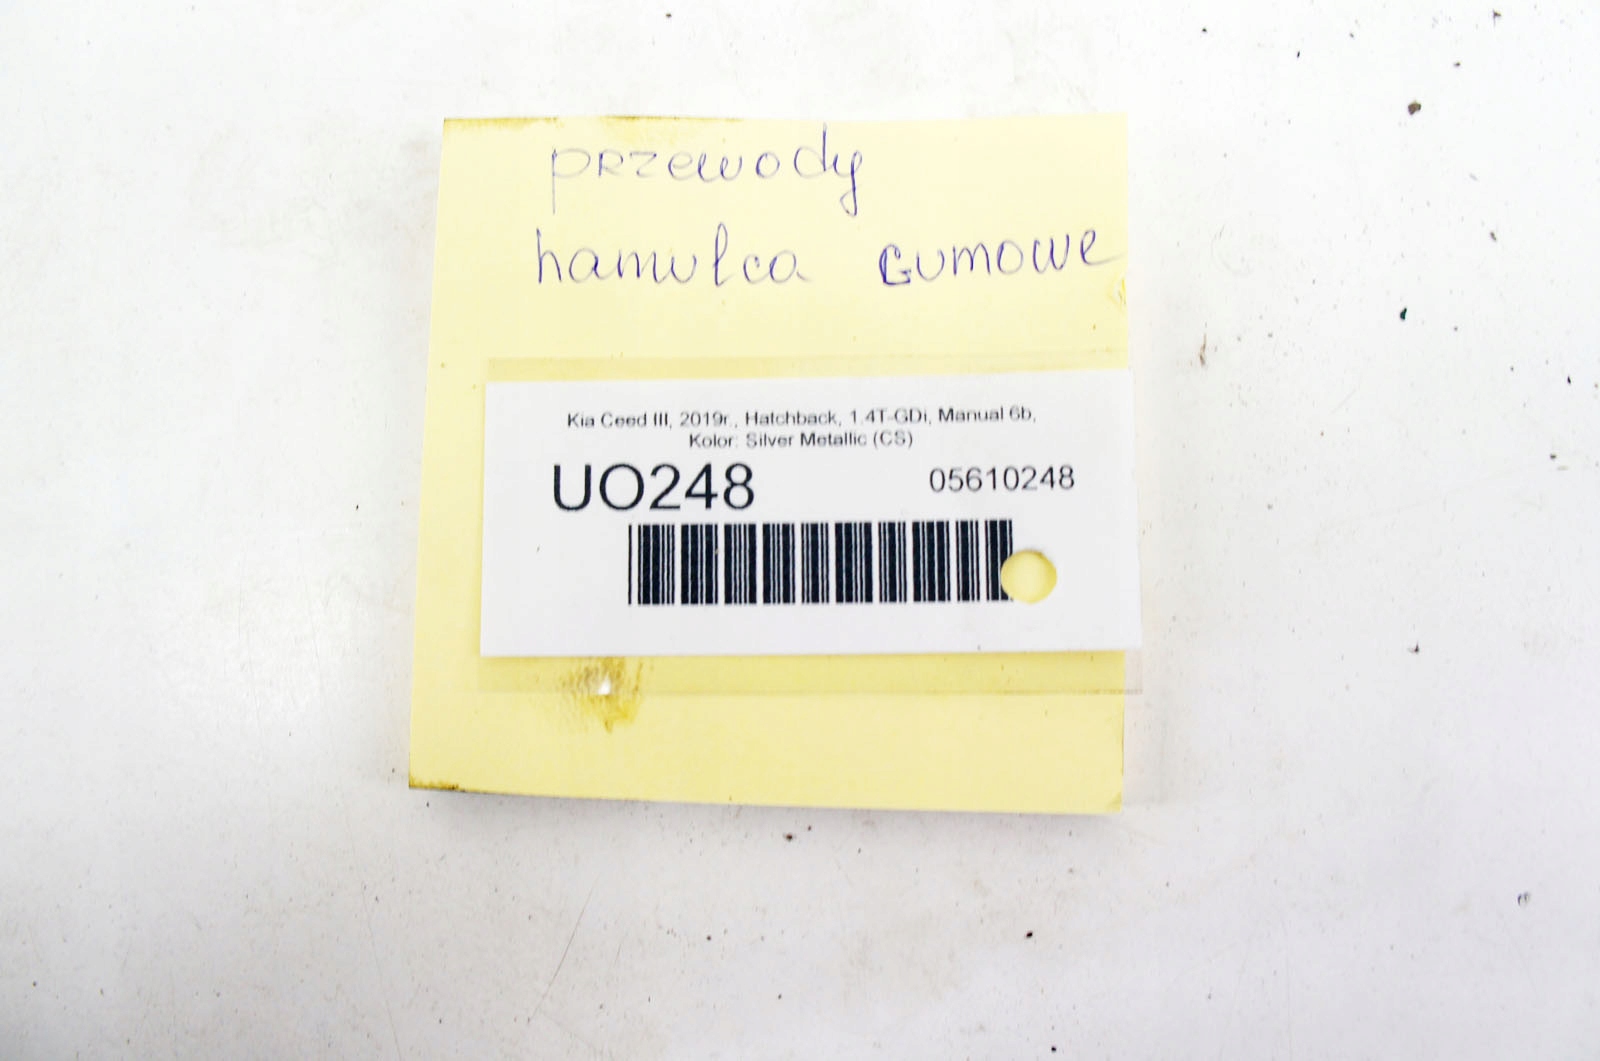 przewody
hamulca Gumowe
Kia Ceed III, 2019r., Hatchback, 1.4T-GDi, Manual 6b,
Kolor: Silver Metallic (CS)
UO248 05610248